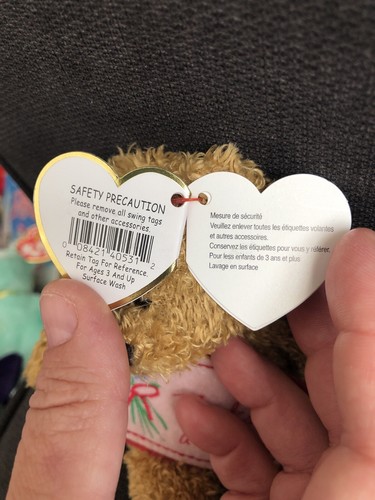 SAFETY PRECAUTION
Please remove all swing tags
and other accessories.
0 08421 40531 2
Retain Tag For Reference.
For Ages 3 And Up
Surface Wash
Mesure de sécurité
Veuillez enlever toutes les étiquettes volantes
et autres accessoires.
Conservez les étiquettes pour vous y référer.
Pour les enfants de 3 ans et plus.
Lavage en surface